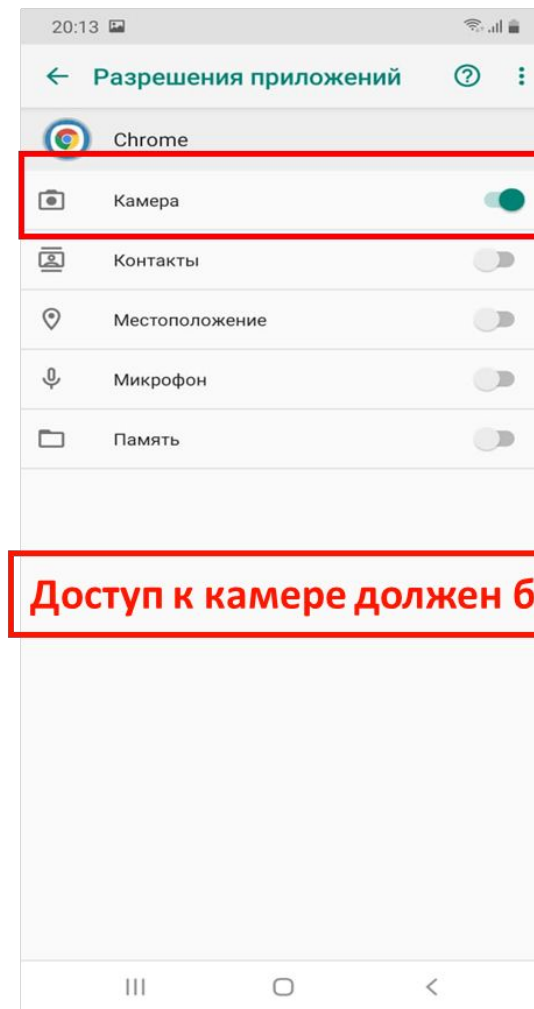 20:13
Разрешения приложений
Chrome
Камера
Контакты
Местоположение
Микрофон
Память
Доступ к камере должен